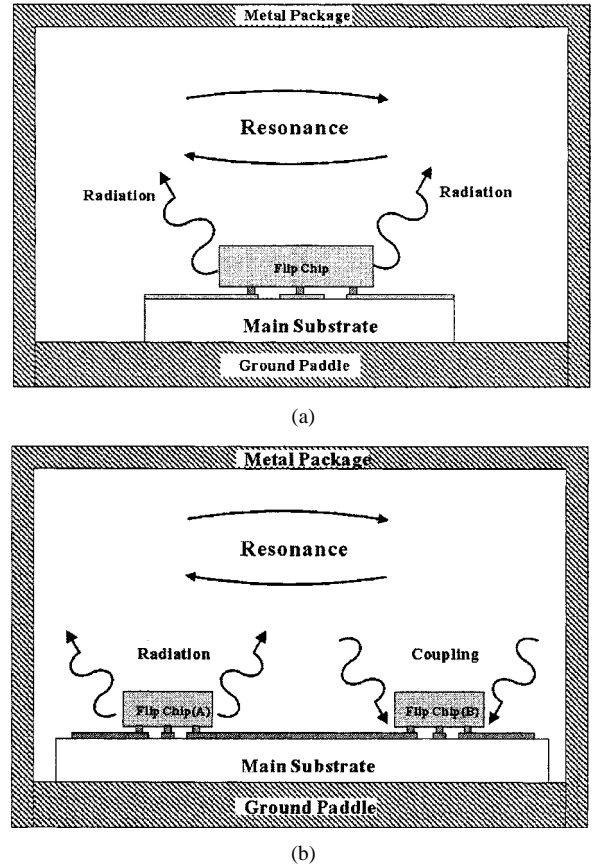 Metal Package
Resonance
Radiation
Radiation
Flip Chip
Main Substrate
Ground Paddle
(a)
Metal Package
Resonance
Radiation
Coupling
Flip Chip(A)
Flip Chip(B)
Main Substrate
Ground Paddle
(b)